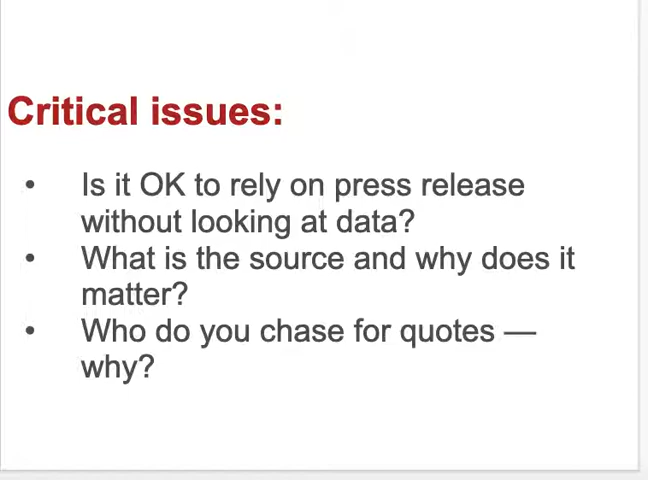 Critical issues:
• Is it OK to rely on press release
without looking at data?
• What is the source and why does it
matter?
• Who do you chase for quotes —
why?